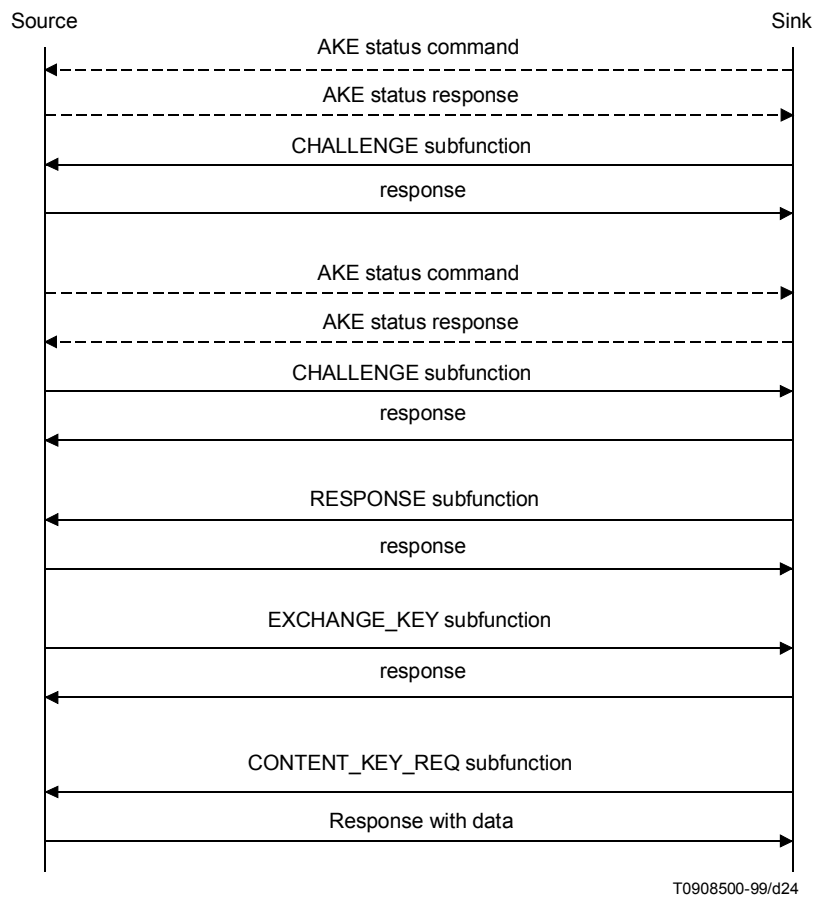 Source
Sink
AKE status command
AKE status response
CHALLENGE subfunction
response
AKE status command
AKE status response
CHALLENGE subfunction
response
RESPONSE subfunction
response
EXCHANGE_KEY subfunction
response
CONTENT_KEY_REQ subfunction
Response with data
T0908500-99/d24